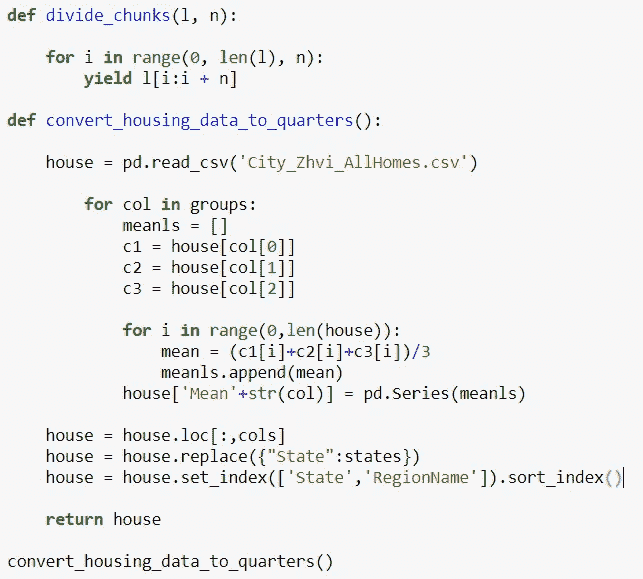 def divide_chunks(l, n):
    for i in range(0, len(l), n):
        yield l[i:i + n]
def convert_housing_data_to_quarters():
    house = pd.read_csv('City_Zhvi_AllHomes.csv')
        for col in groups:
            meanls = []
            c1 = house[col[0]]
            c2 = house[col[1]]
            c3 = house[col[2]]
            for i in range(0,len(house)):
                mean = (c1[i]+c2[i]+c3[i])/3
                meanls.append(mean)
            house['Mean'+str(col)] = pd.Series(meanls)
    house = house.loc[:,cols]
    house = house.replace({"State":states})
    house = house.set_index(['State','RegionName']).sort_index()
    return house
convert_housing_data_to_quarters()